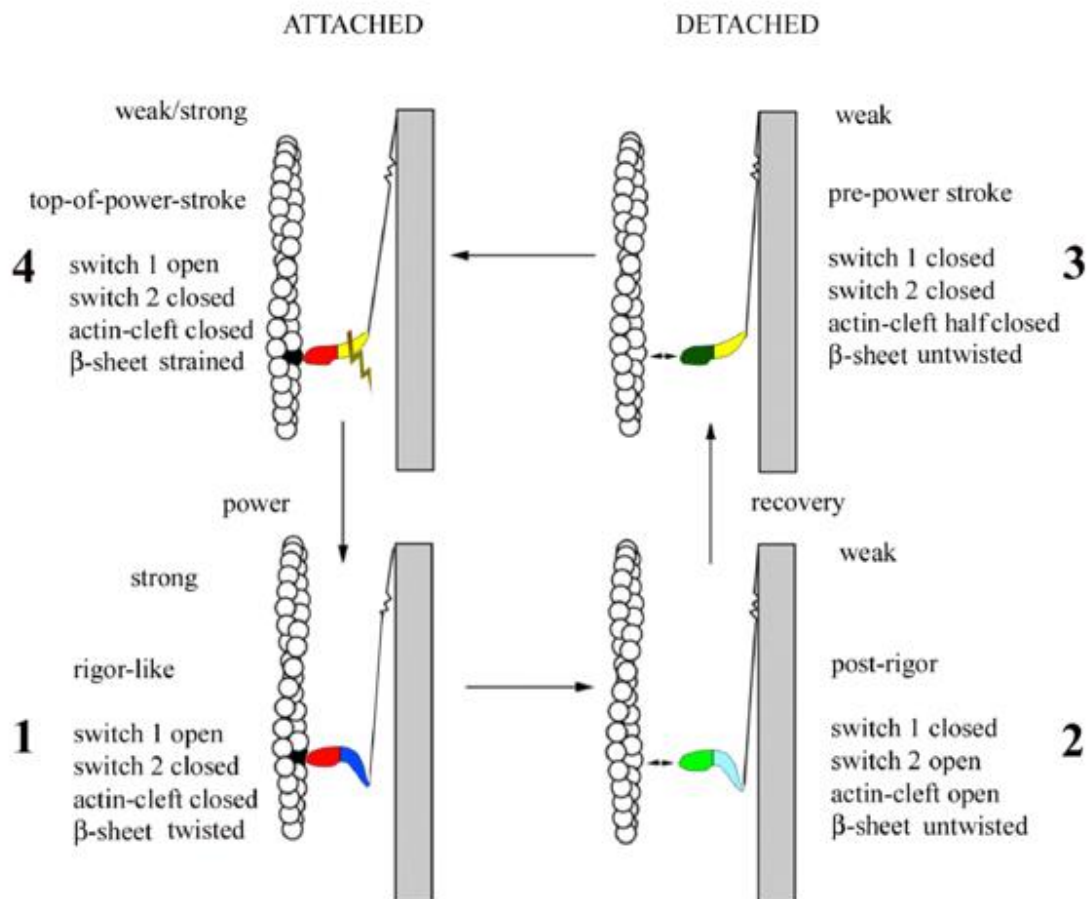 ATTACHED
DETACHED
weak/strong
top-of-power-stroke
4
switch 1 open
switch 2 closed
actin-cleft closed
β-sheet strained
weak
pre-power stroke
3
switch 1 closed
switch 2 closed
actin-cleft half closed
β-sheet untwisted
power
recovery
strong
rigor-like
1
switch 1 open
switch 2 closed
actin-cleft closed
β-sheet twisted
weak
post-rigor
2
switch 1 closed
switch 2 open
actin-cleft open
β-sheet untwisted